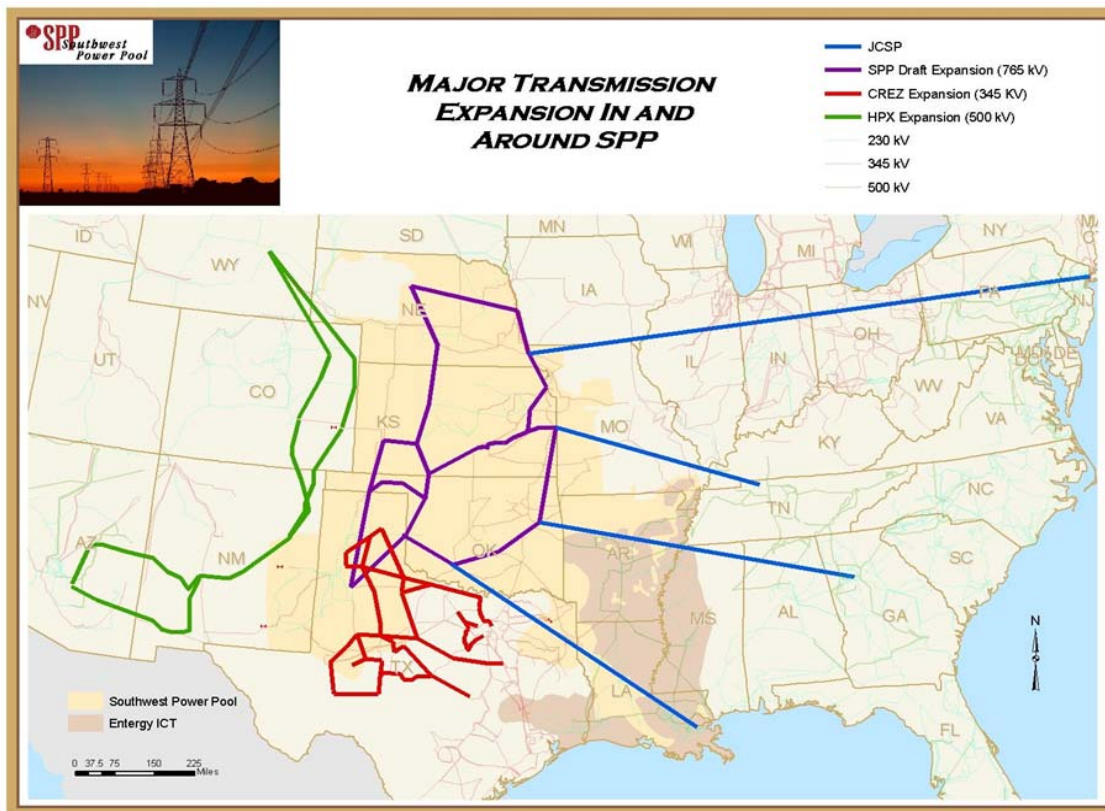 SPP
Southwest
Power Pool
MAJOR TRANSMISSION
EXPANSION IN AND
AROUND SPP
JCSP
SPP Draft Expansion (765 kV)
CREZ Expansion (345 KV)
HPX Expansion (500 kV)
230 kV
345 kV
500 kV
ID
WY
SD
MN
WI
MI
NY
MA
NV
UT
CO
NE
IA
IL
IN
OH
PA
NJ
KS
MO
KY
WV
VA
MD
DE
DC
AZ
NM
OK
AR
TN
NC
SC
TX
LA
MS
AL
GA
FL
N
Southwest Power Pool
Entergy ICT
0 37.5 75 150 225
Miles